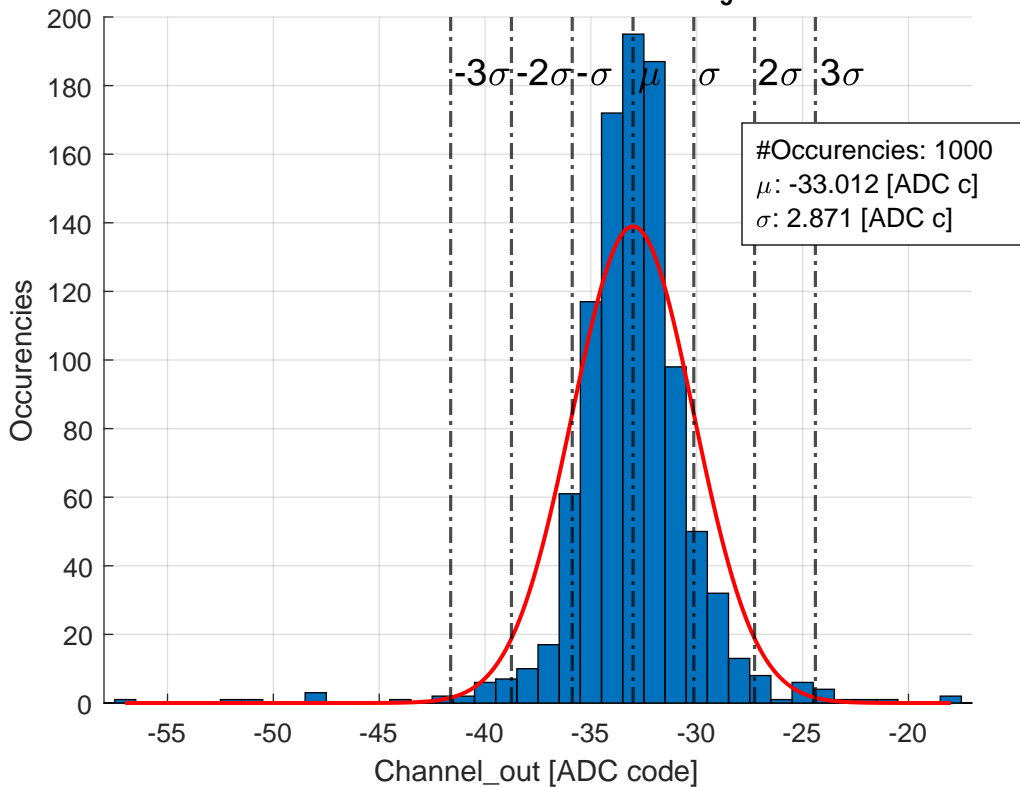 200
180
160
140
120
100
80
60
40
20
0
Occurencies
-3σ -2σ -σ μ σ 2σ 3σ
#Occurencies: 1000
μ: -33.012 [ADC c]
σ: 2.871 [ADC c]
-55 -50 -45 -40 -35 -30 -25 -20
Channel_out [ADC code]